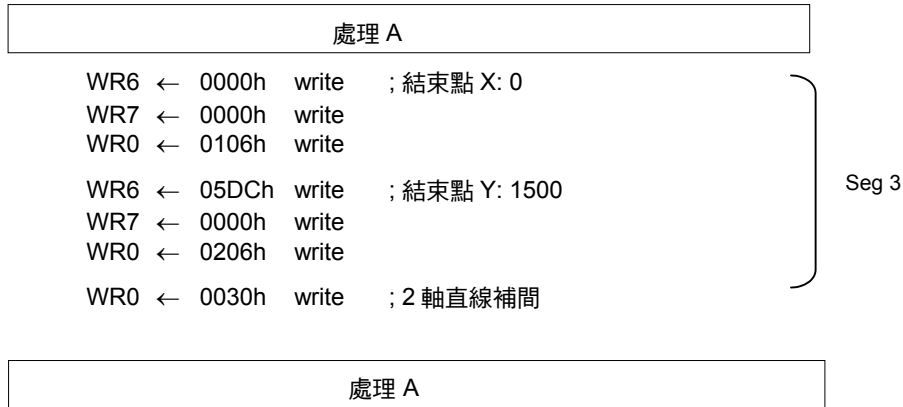 處理 A
WR6 ← 0000h write ; 結束點 X: 0
WR7 ← 0000h write
WR0 ← 0106h write
WR6 ← 05DCh write ; 結束點 Y: 1500
WR7 ← 0000h write
WR0 ← 0206h write
WR0 ← 0030h write ; 2 軸直線補間
Seg 3
處理 A